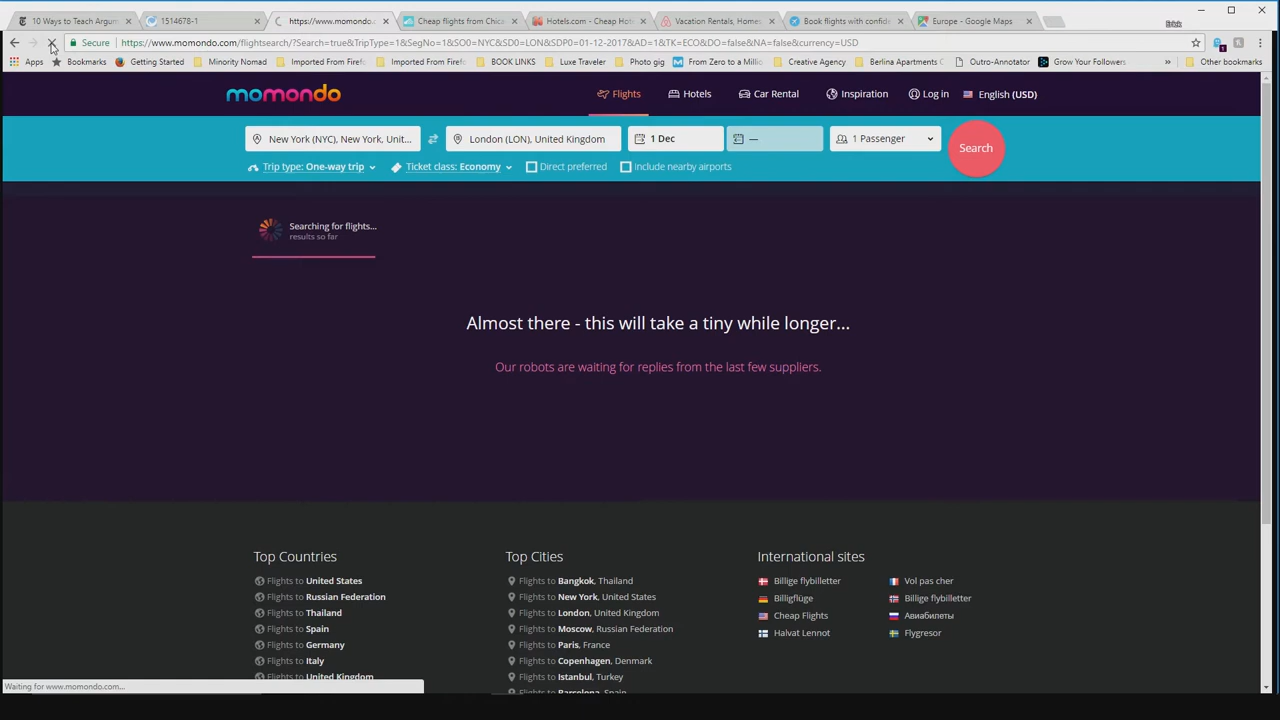 10 Ways to Teach Argum
1514678-1
https://www.momondo.
Cheap flights from Chica
Hotels.com - Cheap Hot
Vacation Rentals, Homes
Book flights with confide
Europe - Google Maps
Erick
Secure
https://www.momondo.com/flightsearch/?Search=true&TripType=1&SegNo=1&SO0=NYC&SD0=LON&SDP0=01-12-2017&AD=1&TK=ECO&DO=false&NA=false&currency=USD
Apps
Bookmarks
Getting Started
Minority Nomad
Imported From Firef
Imported From Firef
BOOK LINKS
Luxe Traveler
Photo gig
From Zero to a Millio
Creative Agency
Berlina Apartments C
Outro-Annotator
Grow Your Followers
»
Other bookmarks
momondo
Flights
Hotels
Car Rental
Inspiration
Log in
English (USD)
New York (NYC), New York, Unit...
London (LON), United Kingdom
1 Dec
—
1 Passenger
Search
Trip type: One-way trip
Ticket class: Economy
Direct preferred
Include nearby airports
Searching for flights...
results so far
Almost there - this will take a tiny while longer...
Our robots are waiting for replies from the last few suppliers.
Top Countries
Flights to United States
Flights to Russian Federation
Flights to Thailand
Flights to Spain
Flights to Germany
Flights to Italy
Flights to United Kingdom
Top Cities
Flights to Bangkok, Thailand
Flights to New York, United States
Flights to London, United Kingdom
Flights to Moscow, Russian Federation
Flights to Paris, France
Flights to Copenhagen, Denmark
Flights to Istanbul, Turkey
Flights to Barcelona, Spain
International sites
Billige flybilletter
Billigflüge
Cheap Flights
Halvat Lennot
Vol pas cher
Billige flybilletter
Авиабилеты
Flygresor
Waiting for www.momondo.com...